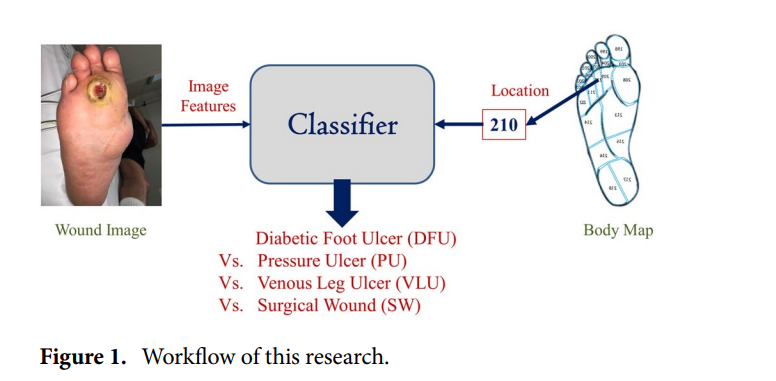 Image
Features
Classifier
Location
210
Wound Image
Body Map
Diabetic Foot Ulcer (DFU)
Vs. Pressure Ulcer (PU)
Vs. Venous Leg Ulcer (VLU)
Vs. Surgical Wound (SW)
Figure 1. Workflow of this research.